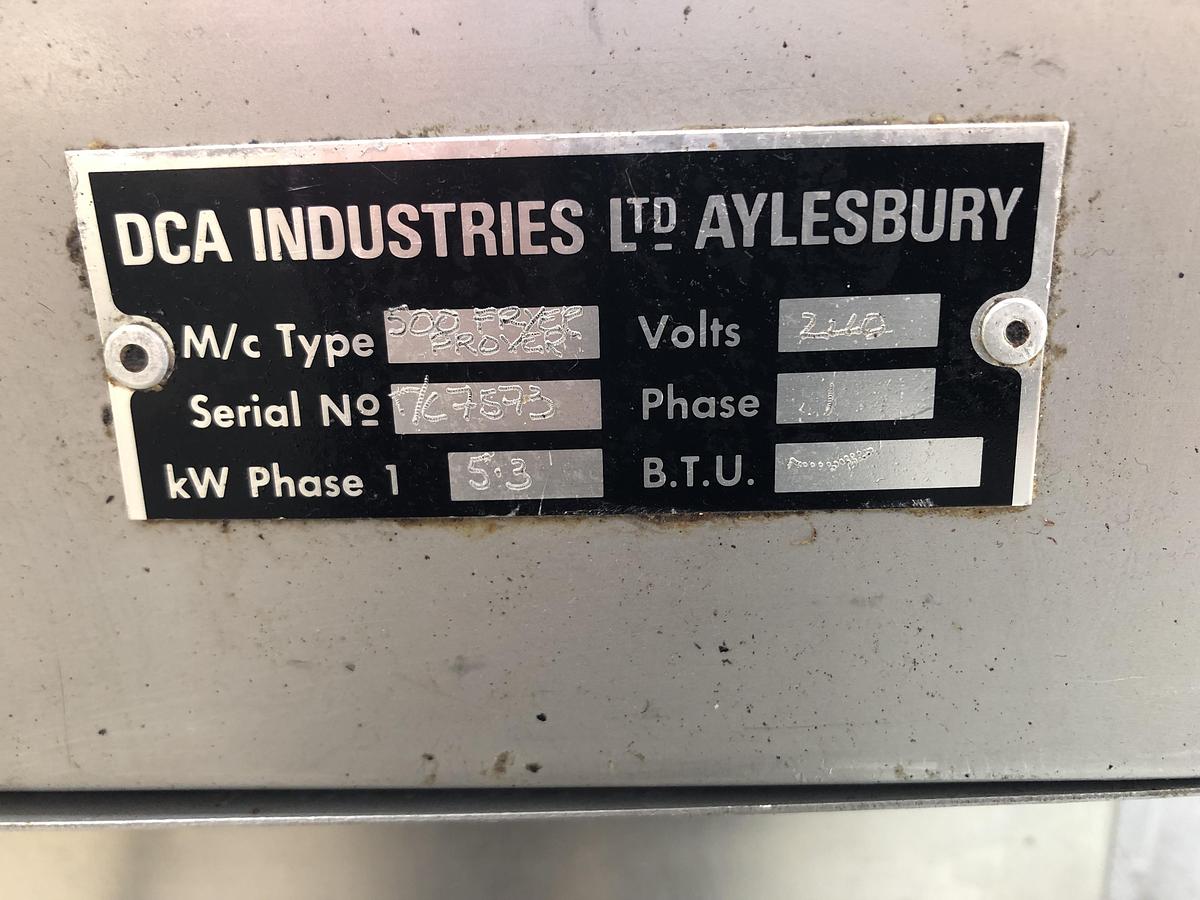 DCA INDUSTRIES LTD AYLESBURY
M/c Type 500 FRYER PROVER
Volts 240
Serial Nº M/C 7573
Phase 1
kW Phase 1 5.3
B.T.U.